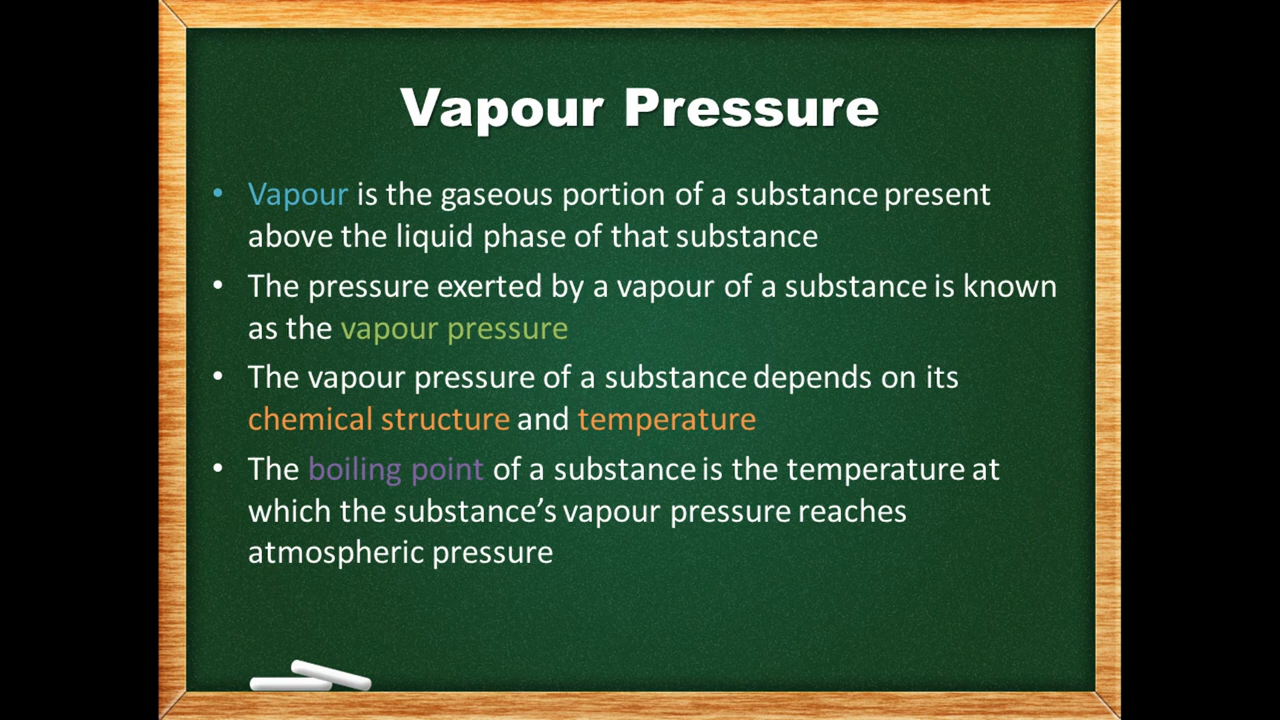 Vapour Pressure
• Vapour is the gaseous portion of a substance present
above the liquid phase of that substance
• The pressure exerted by a vapour of a substance is known
as the vapour pressure
• The vapour pressure of a substance depends on its
chemical structure and temperature
• The boiling point of a substance is the temperature at
which the substance’s vapour pressure reaches
atmospheric pressure